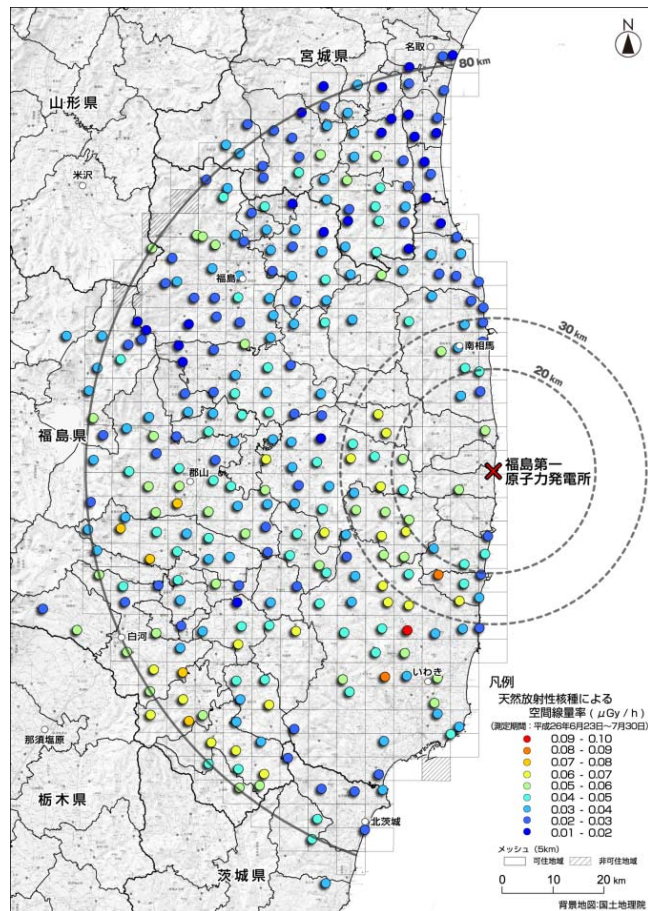 N
名取
宮城県
80 km
山形県
米沢
福島
30 km
南相馬
20 km
福島県
福島第一
原子力発電所
郡山
白河
いわき
凡例
天然放射性核種による
空間線量率 ( μGy / h )
(測定期間：平成26年6月23日～7月30日)
0.09 - 0.10
0.08 - 0.09
0.07 - 0.08
0.06 - 0.07
0.05 - 0.06
0.04 - 0.05
0.03 - 0.04
0.02 - 0.03
0.01 - 0.02
那須塩原
栃木県
北茨城
メッシュ（5km）
可住地域 非可住地域
0 10 20 km
茨城県
背景地図:国土地理院